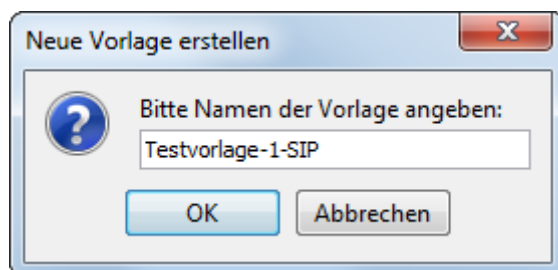 Neue Vorlage erstellen
Bitte Namen der Vorlage angeben:
Testvorlage-1-SIP
OK Abbrechen